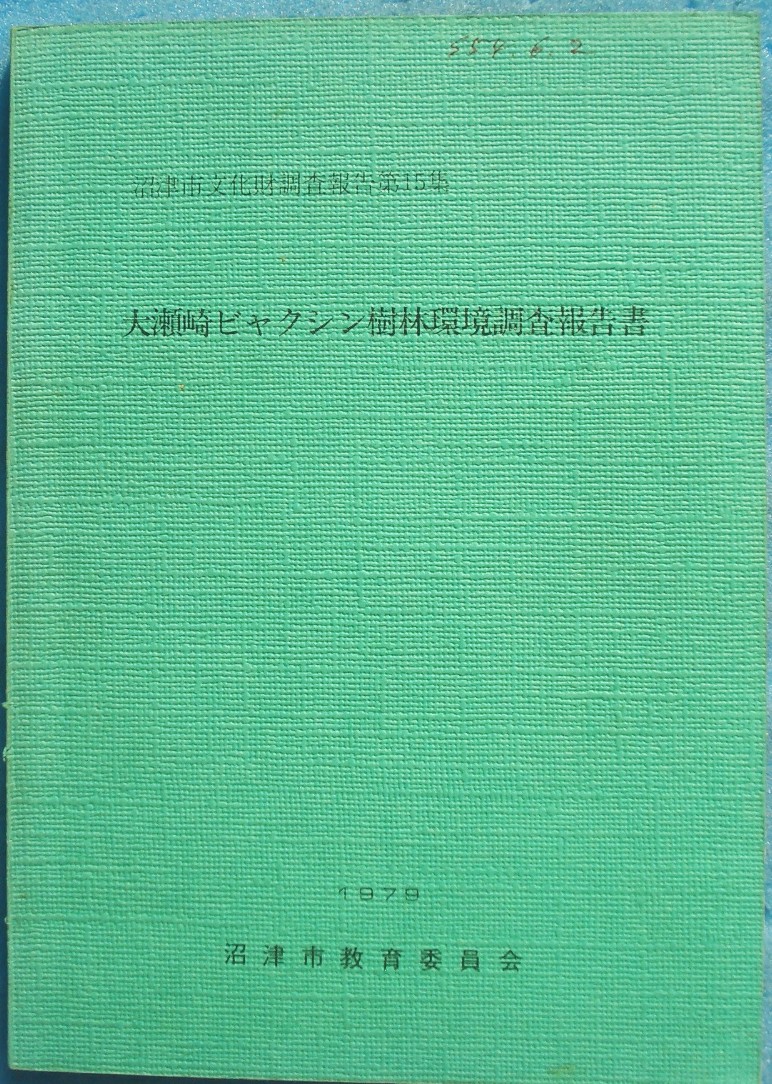 S54.6.2
沼津市文化財調査報告第15集
大瀬崎ビャクシン樹林環境調査報告書
1979
沼津市教育委員会